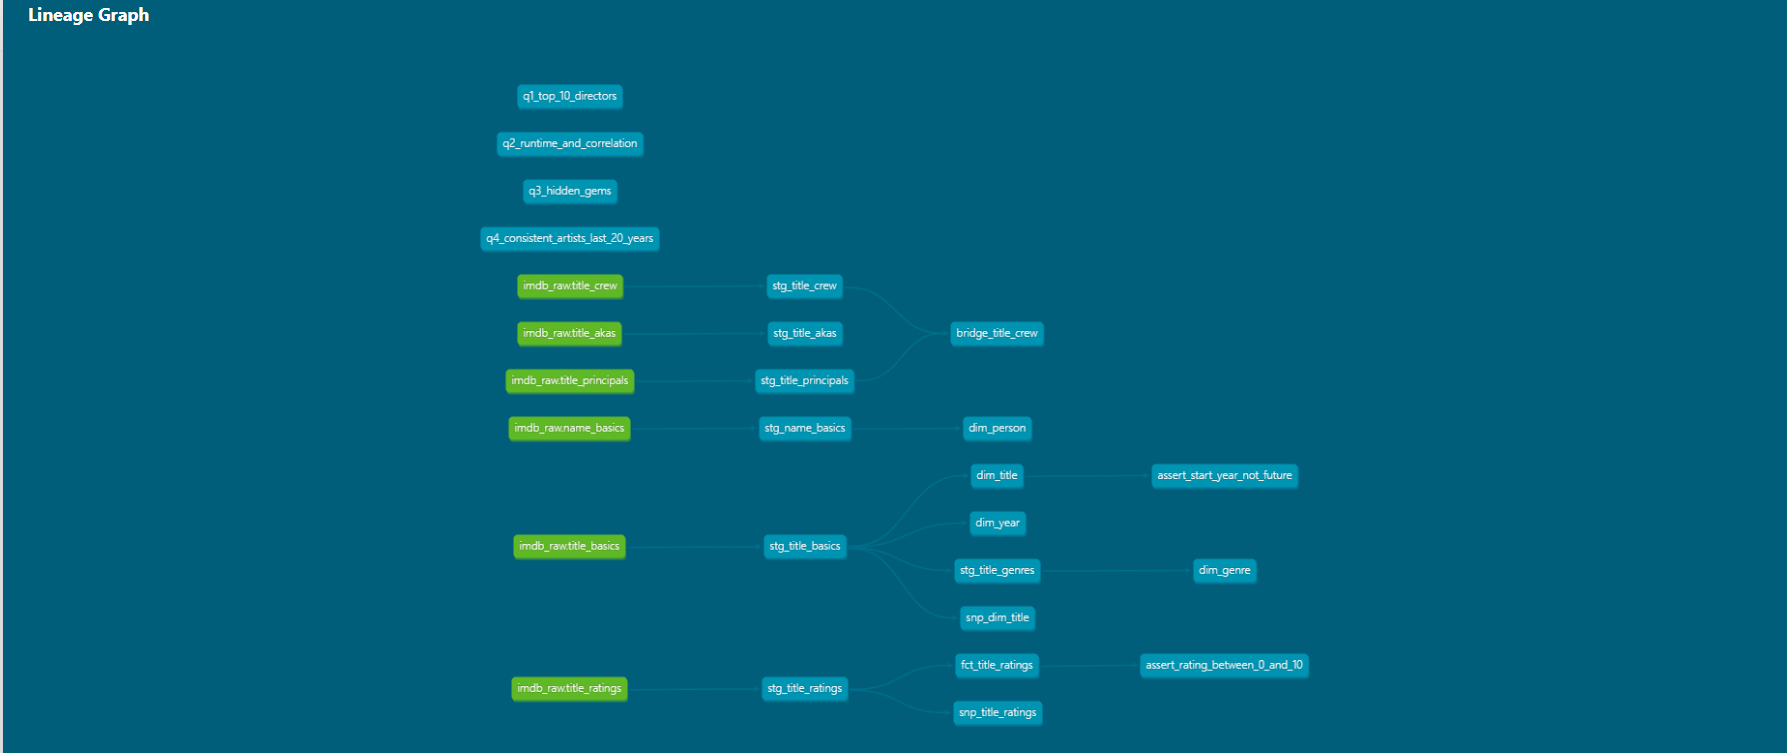 Lineage Graph
q1_top_10_directors
q2_runtime_and_correlation
q3_hidden_gems
q4_consistent_artists_last_20_years
imdb_raw.title_crew
stg_title_crew
imdb_raw.title_akas
stg_title_akas
bridge_title_crew
imdb_raw.title_principals
stg_title_principals
imdb_raw.name_basics
stg_name_basics
dim_person
dim_title
assert_start_year_not_future
dim_year
imdb_raw.title_basics
stg_title_basics
stg_title_genres
dim_genre
snp_dim_title
fct_title_ratings
assert_rating_between_0_and_10
imdb_raw.title_ratings
stg_title_ratings
snp_title_ratings